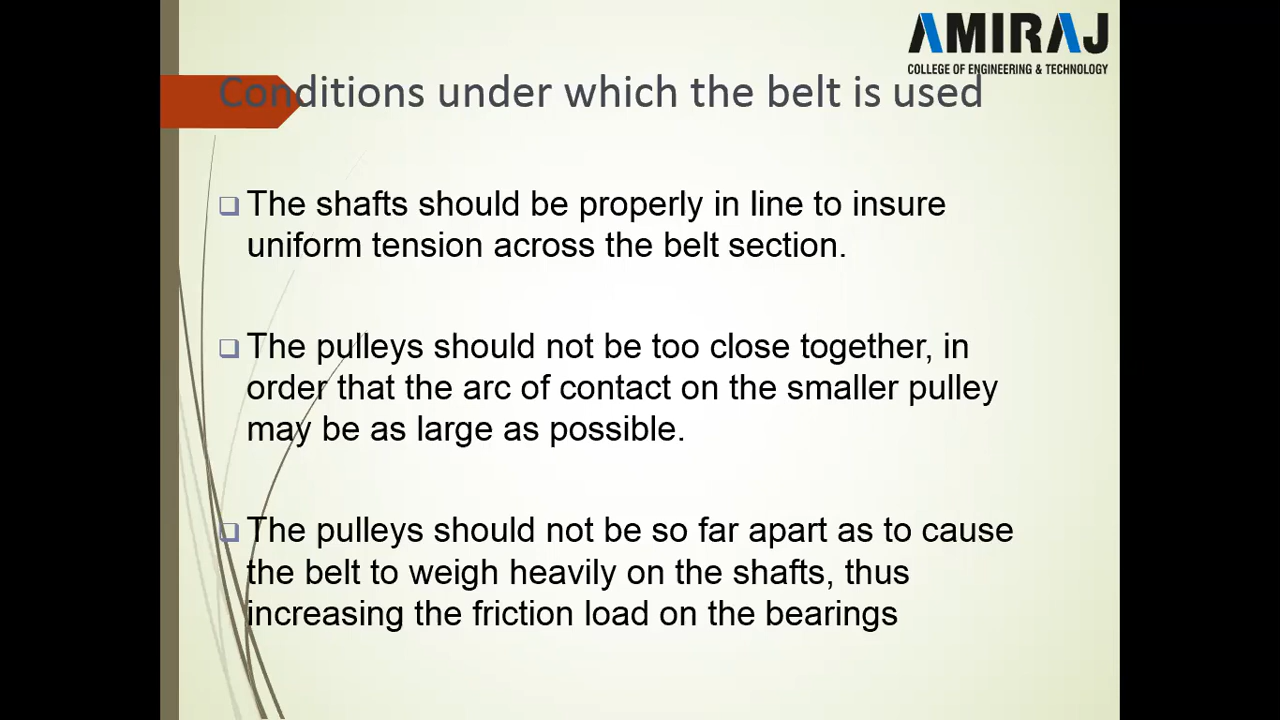 AMIRAJ
COLLEGE OF ENGINEERING & TECHNOLOGY
Conditions under which the belt is used
The shafts should be properly in line to insure
uniform tension across the belt section.
The pulleys should not be too close together, in
order that the arc of contact on the smaller pulley
may be as large as possible.
The pulleys should not be so far apart as to cause
the belt to weigh heavily on the shafts, thus
increasing the friction load on the bearings